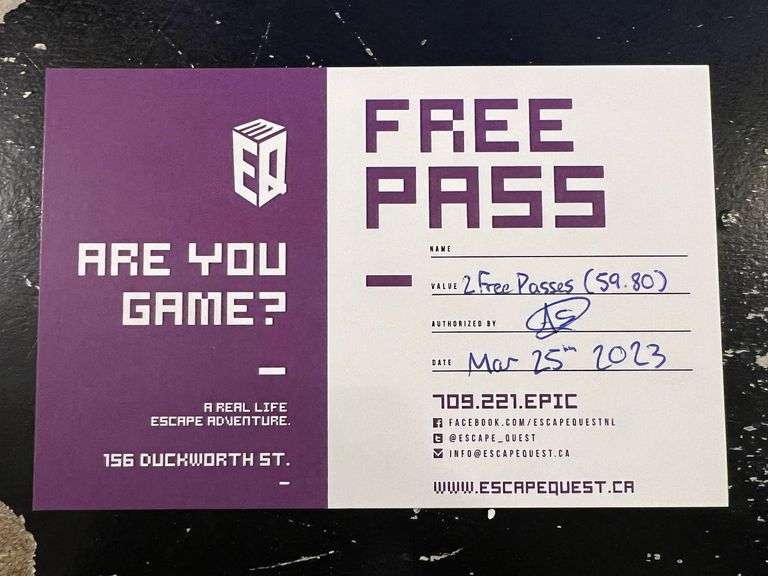 EQ
ARE YOU
GAME?
A REAL LIFE
ESCAPE ADVENTURE.
156 DUCKWORTH ST.
FREE
PASS
NAME
VALUE 2 Free Passes (59.80)
AUTHORIZED BY AS
DATE Mar 25th 2023
709.221.EPIC
FACEBOOK.COM/ESCAPEQUESTNL
@ESCAPE_QUEST
INFO@ESCAPEQUEST.CA
WWW.ESCAPEQUEST.CA